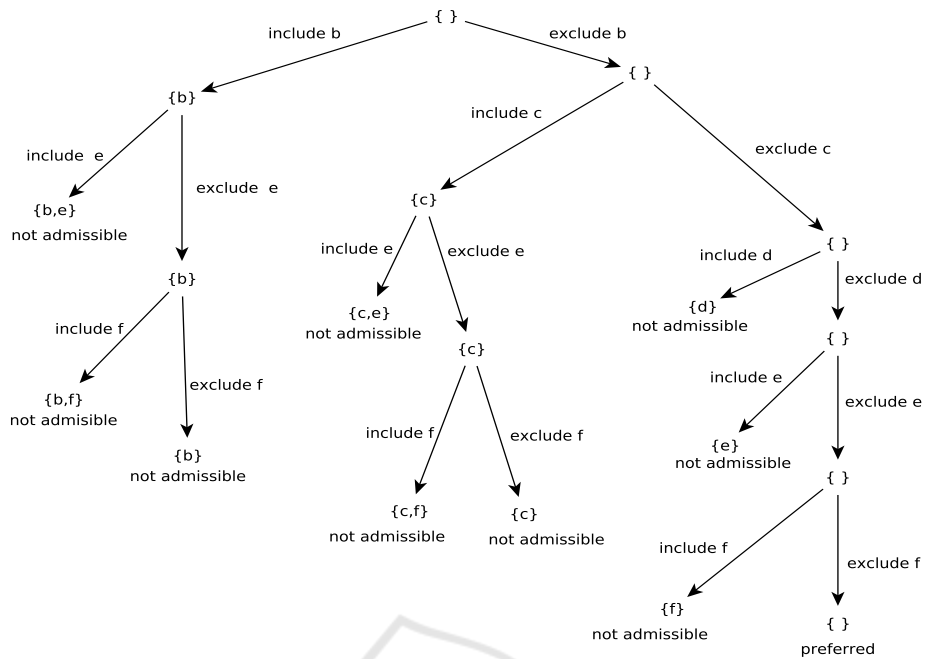 { }
include b
exclude b
{ }
{b}
include c
exclude c
include  e
exclude  e
{c}
{b,e}
not admissible
include e
exclude e
{ }
include d
exclude d
{b}
{c,e}
not admissible
{d}
not admissible
include f
{c}
{ }
exclude f
include e
exclude e
{b,f}
not admisible
include f
exclude f
{e}
not admissible
{b}
not admissible
{ }
{c,f}
not admissible
{c}
not admissible
include f
exclude f
{f}
not admissible
{ }
preferred